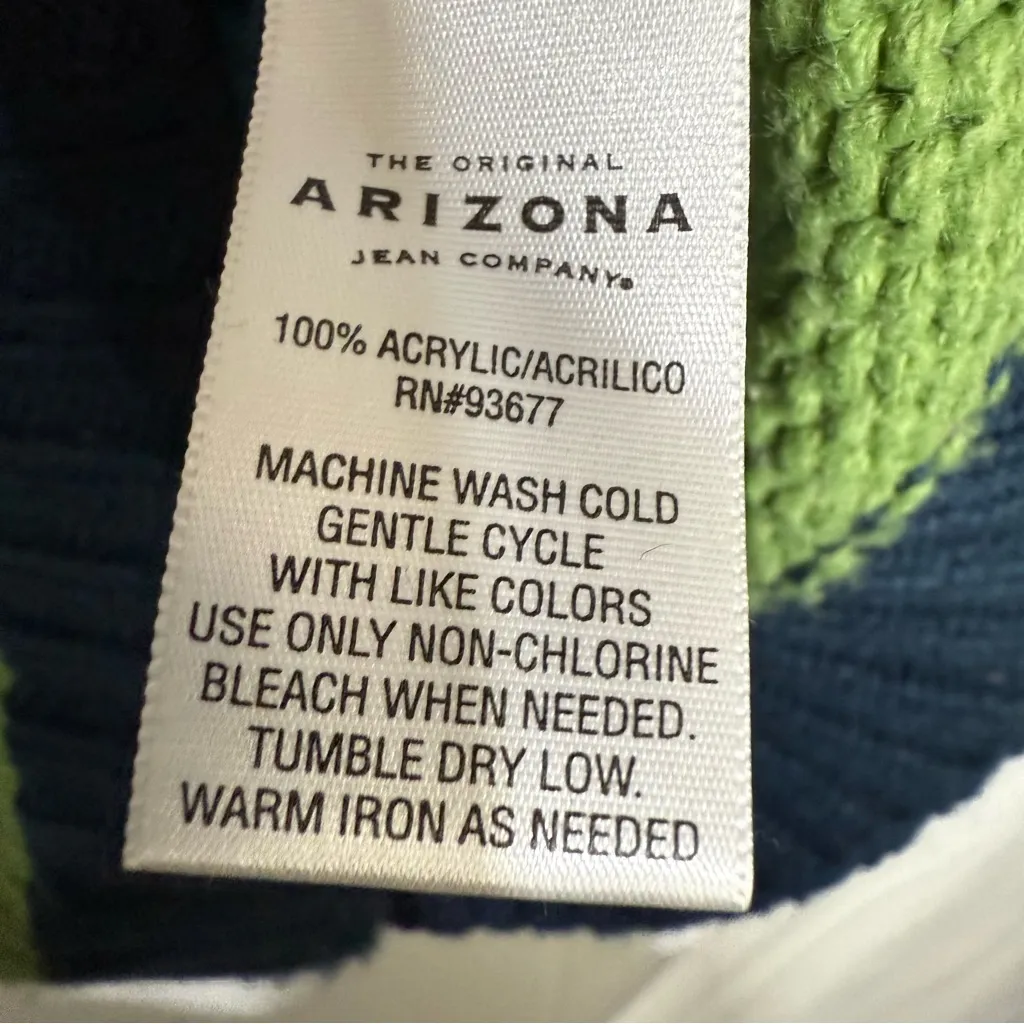 THE ORIGINAL
ARIZONA
JEAN COMPANY®
100% ACRYLIC/ACRILICO
RN#93677
MACHINE WASH COLD
GENTLE CYCLE
WITH LIKE COLORS
USE ONLY NON-CHLORINE
BLEACH WHEN NEEDED.
TUMBLE DRY LOW.
WARM IRON AS NEEDED